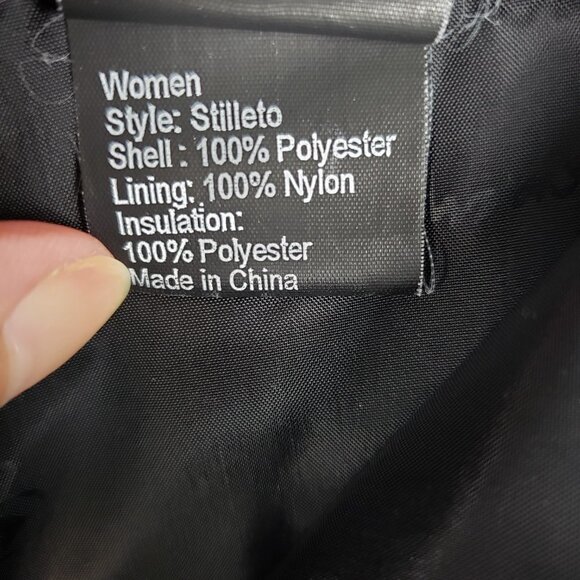 Women
Style: Stilleto
Shell : 100% Polyester
Lining: 100% Nylon
Insulation:
100% Polyester
Made in China